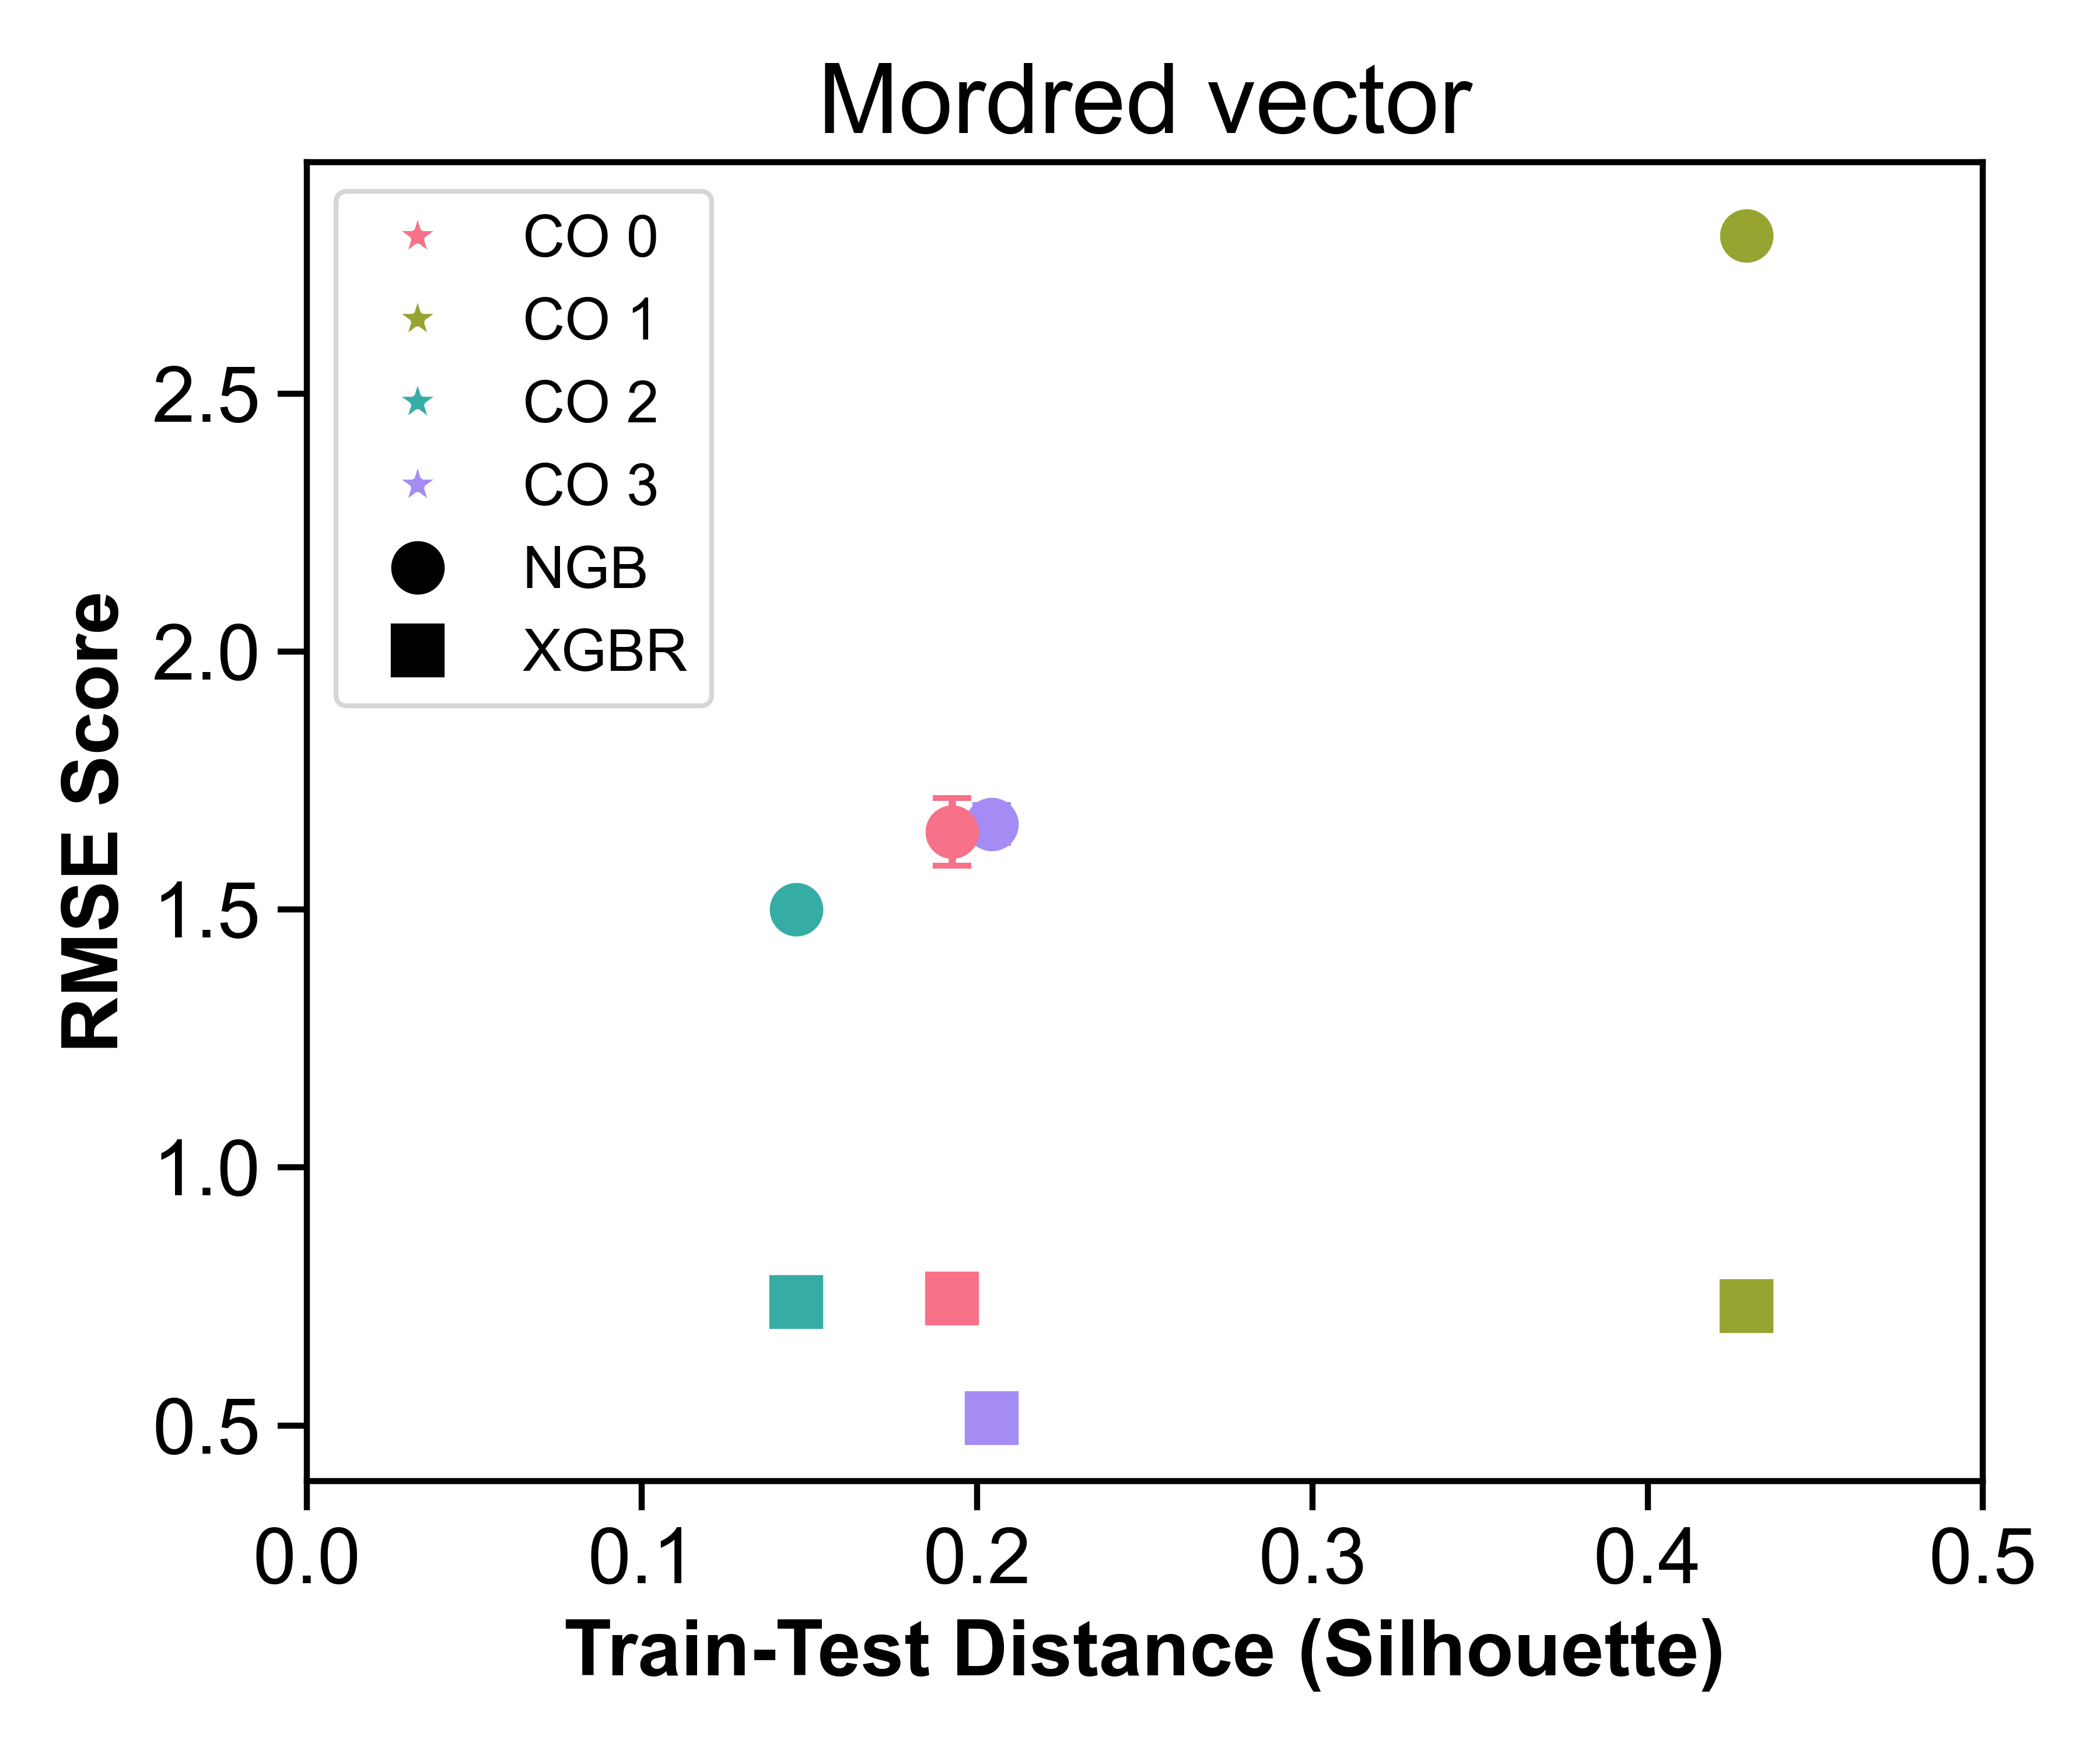 Mordred vector
CO 0
CO 1
CO 2
CO 3
NGB
XGBR
RMSE Score
2.5
2.0
1.5
1.0
0.5
0.0 0.1 0.2 0.3 0.4 0.5
Train-Test Distance (Silhouette)